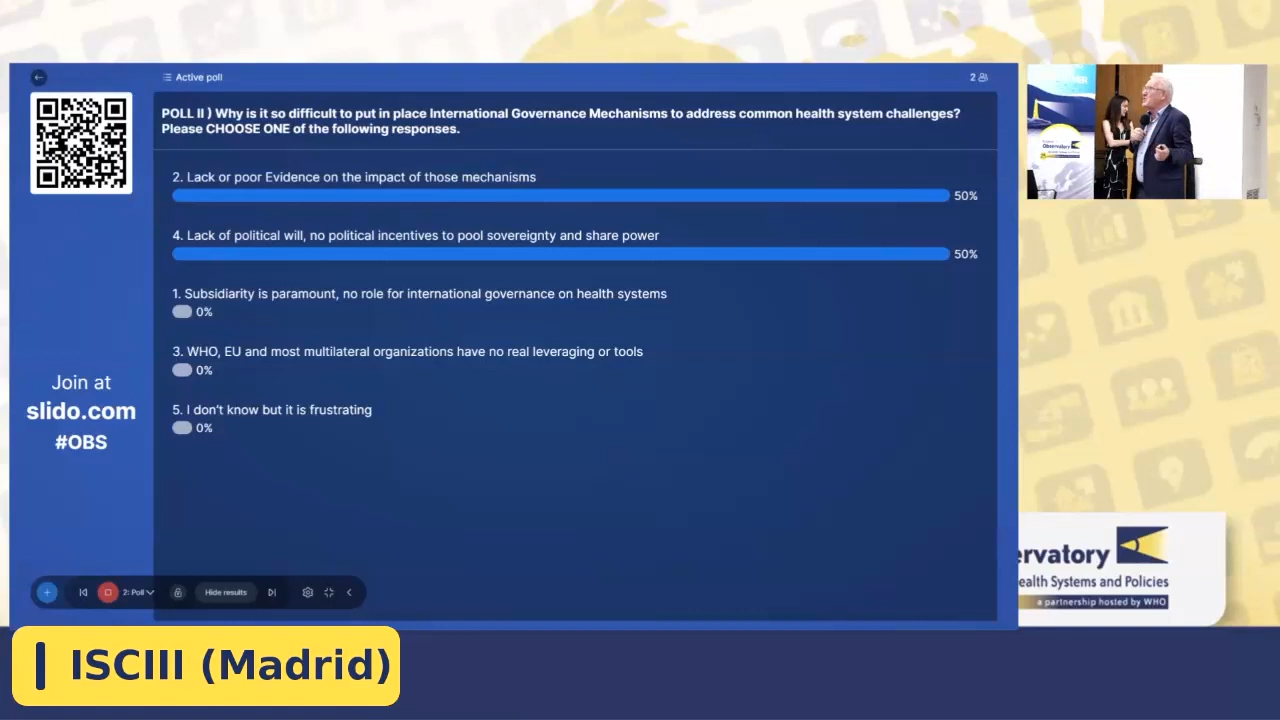 Active poll
2
POLL II ) Why is it so difficult to put in place International Governance Mechanisms to address common health system challenges?
Please CHOOSE ONE of the following responses.
2. Lack or poor Evidence on the impact of those mechanisms
50%
4. Lack of political will, no political incentives to pool sovereignty and share power
50%
1. Subsidiarity is paramount, no role for international governance on health systems
0%
3. WHO, EU and most multilateral organizations have no real leveraging or tools
0%
5. I don't know but it is frustrating
0%
Join at
slido.com
#OBS
2: Poll
Hide results
Observatory
ervatory
ealth Systems and Policies
a partnership hosted by WHO
ISCIII (Madrid)